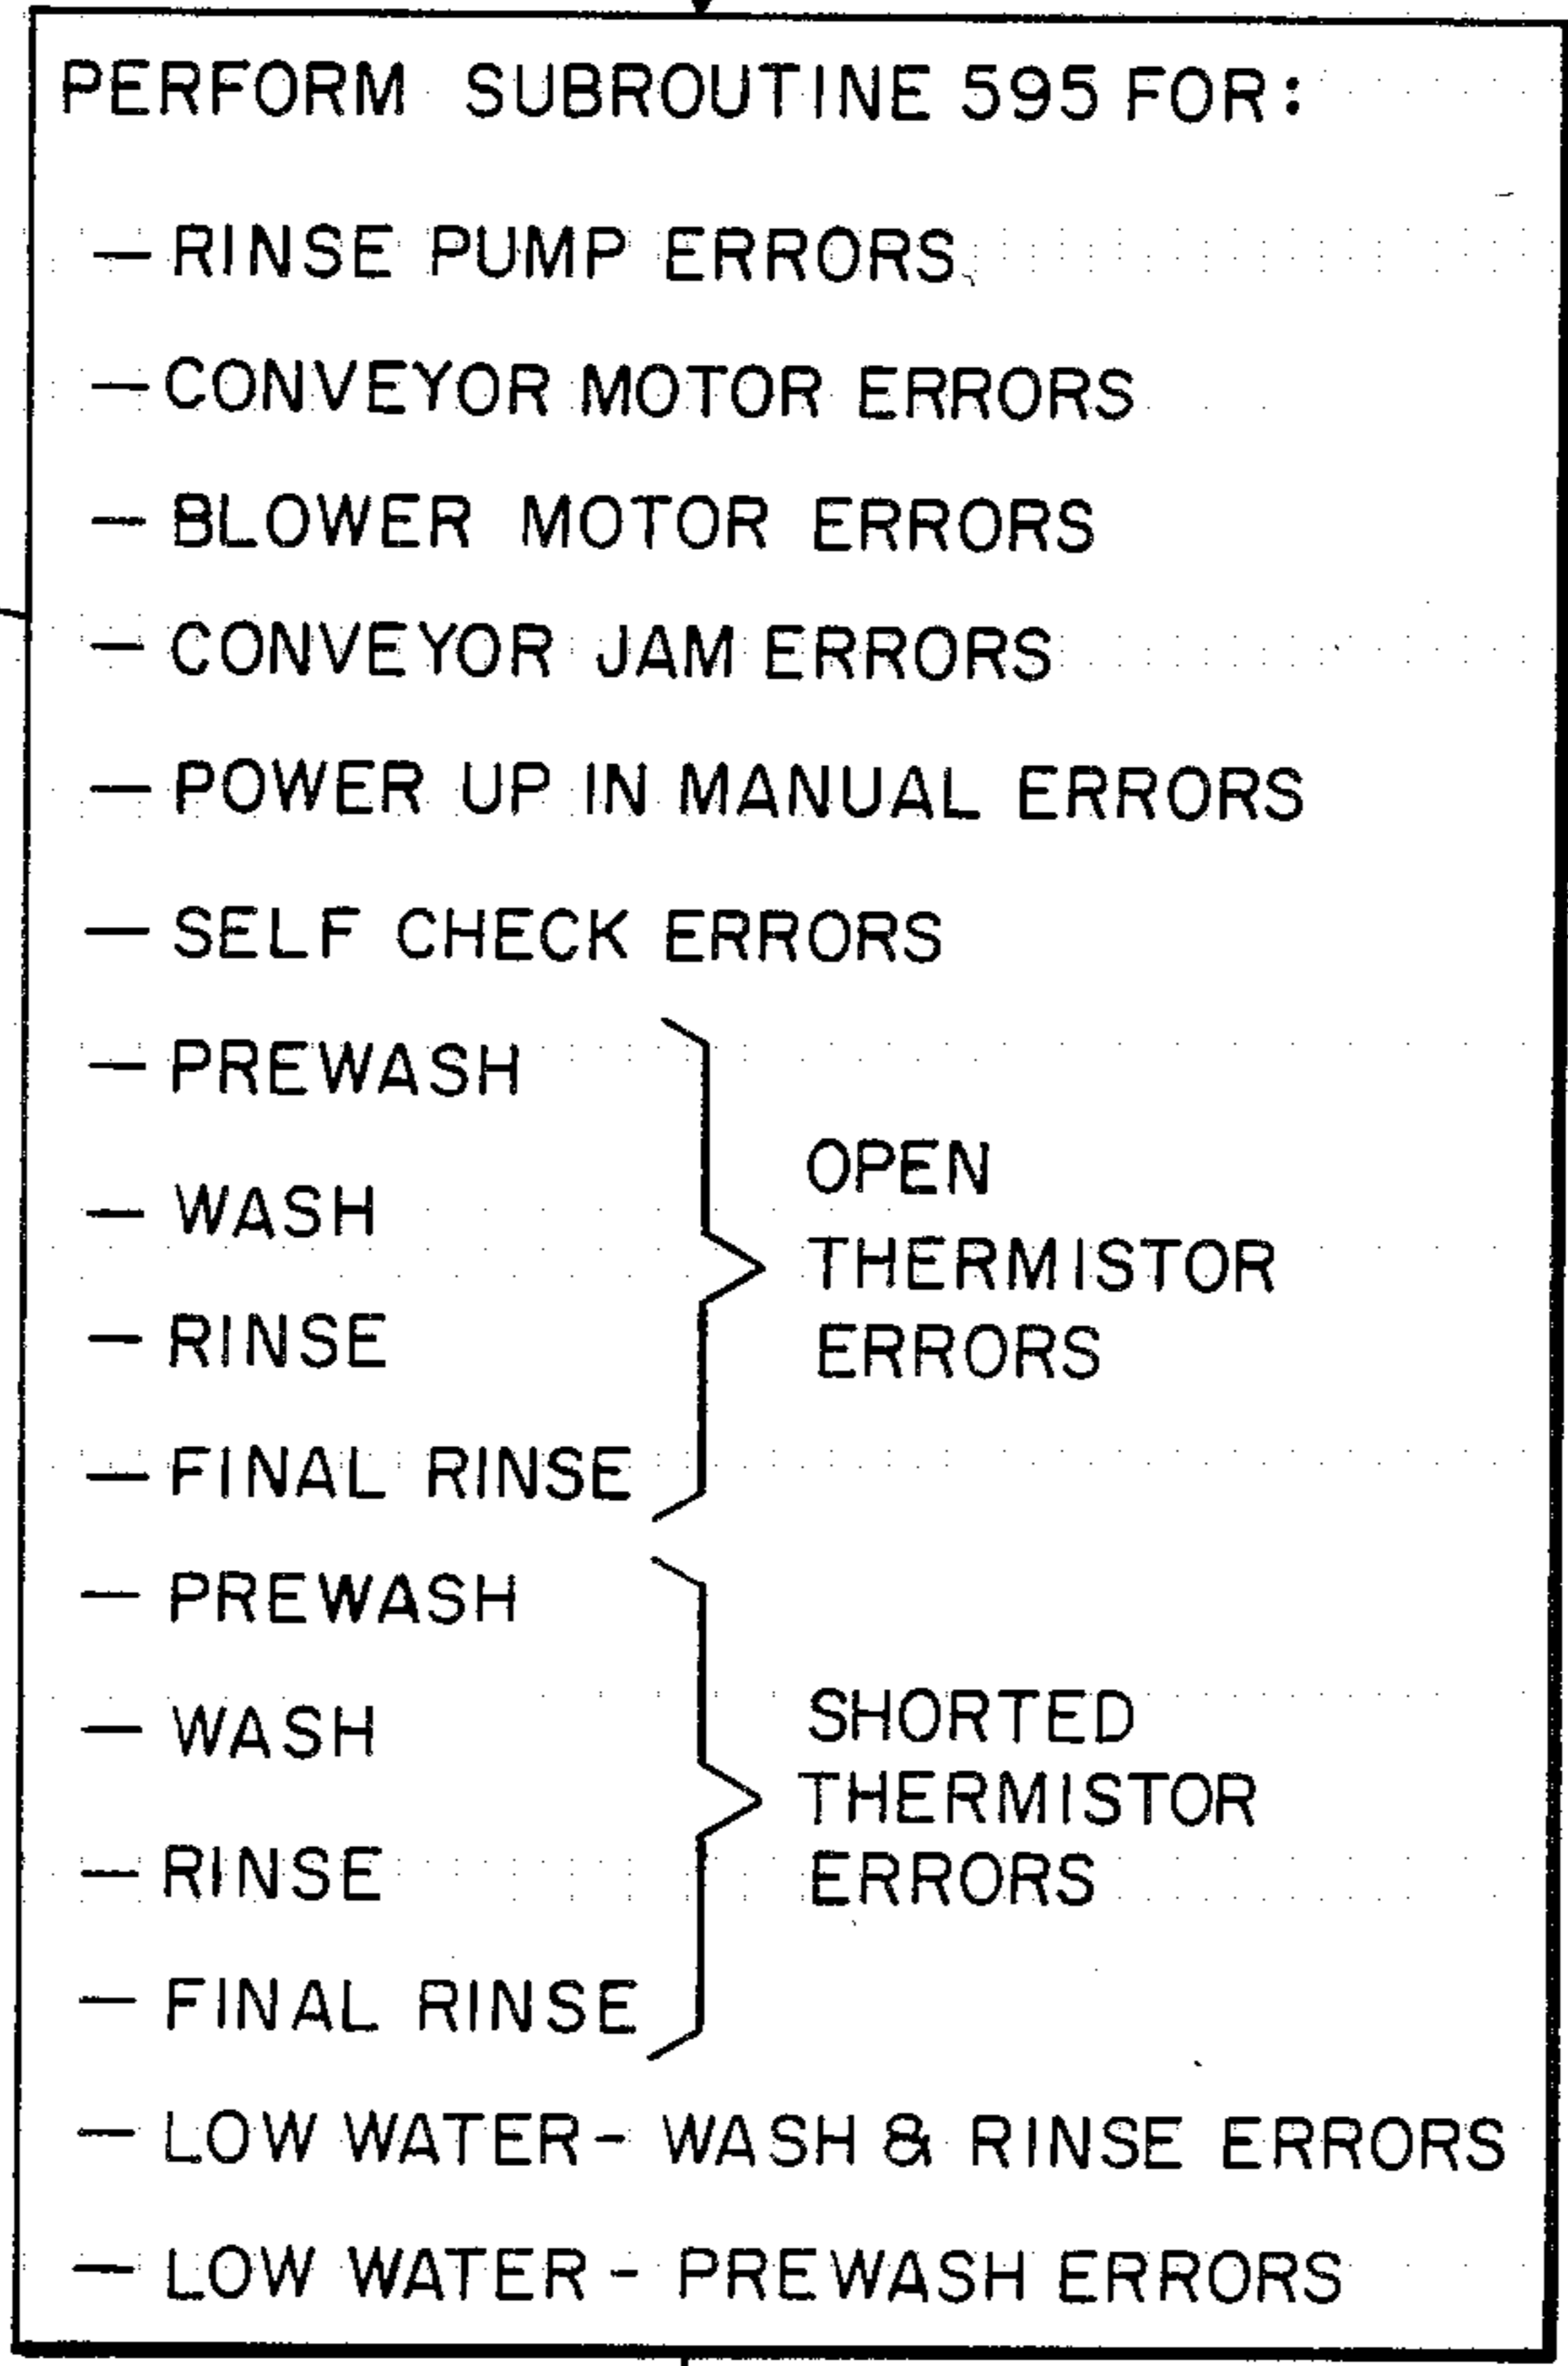 PERFORM SUBROUTINE 595 FOR:
— RINSE PUMP ERRORS
— CONVEYOR MOTOR ERRORS
— BLOWER MOTOR ERRORS
— CONVEYOR JAM ERRORS
— POWER UP IN MANUAL ERRORS
— SELF CHECK ERRORS
— PREWASH
— WASH
— RINSE
— FINAL RINSE
OPEN
THERMISTOR
ERRORS
— PREWASH
— WASH
— RINSE
— FINAL RINSE
SHORTED
THERMISTOR
ERRORS
— LOW WATER - WASH & RINSE ERRORS
— LOW WATER - PREWASH ERRORS